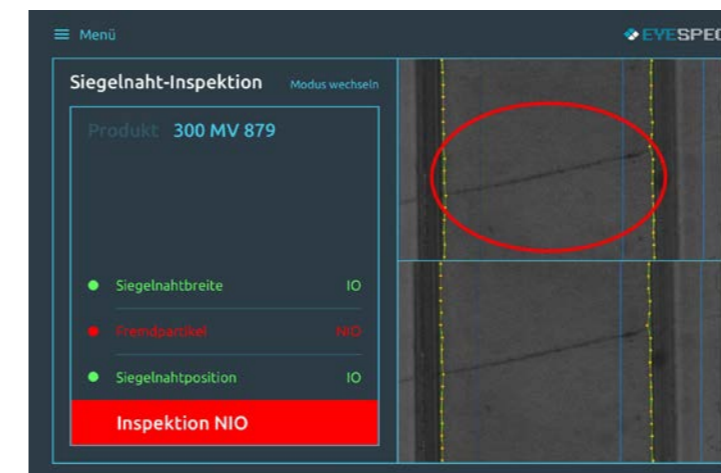 Menü
EYESPEC
Siegelnaht-Inspektion Modus wechseln
Produkt 300 MV 879
Siegelnahtbreite IO
Fremdpartikel NIO
Siegelnahtposition IO
Inspektion NIO